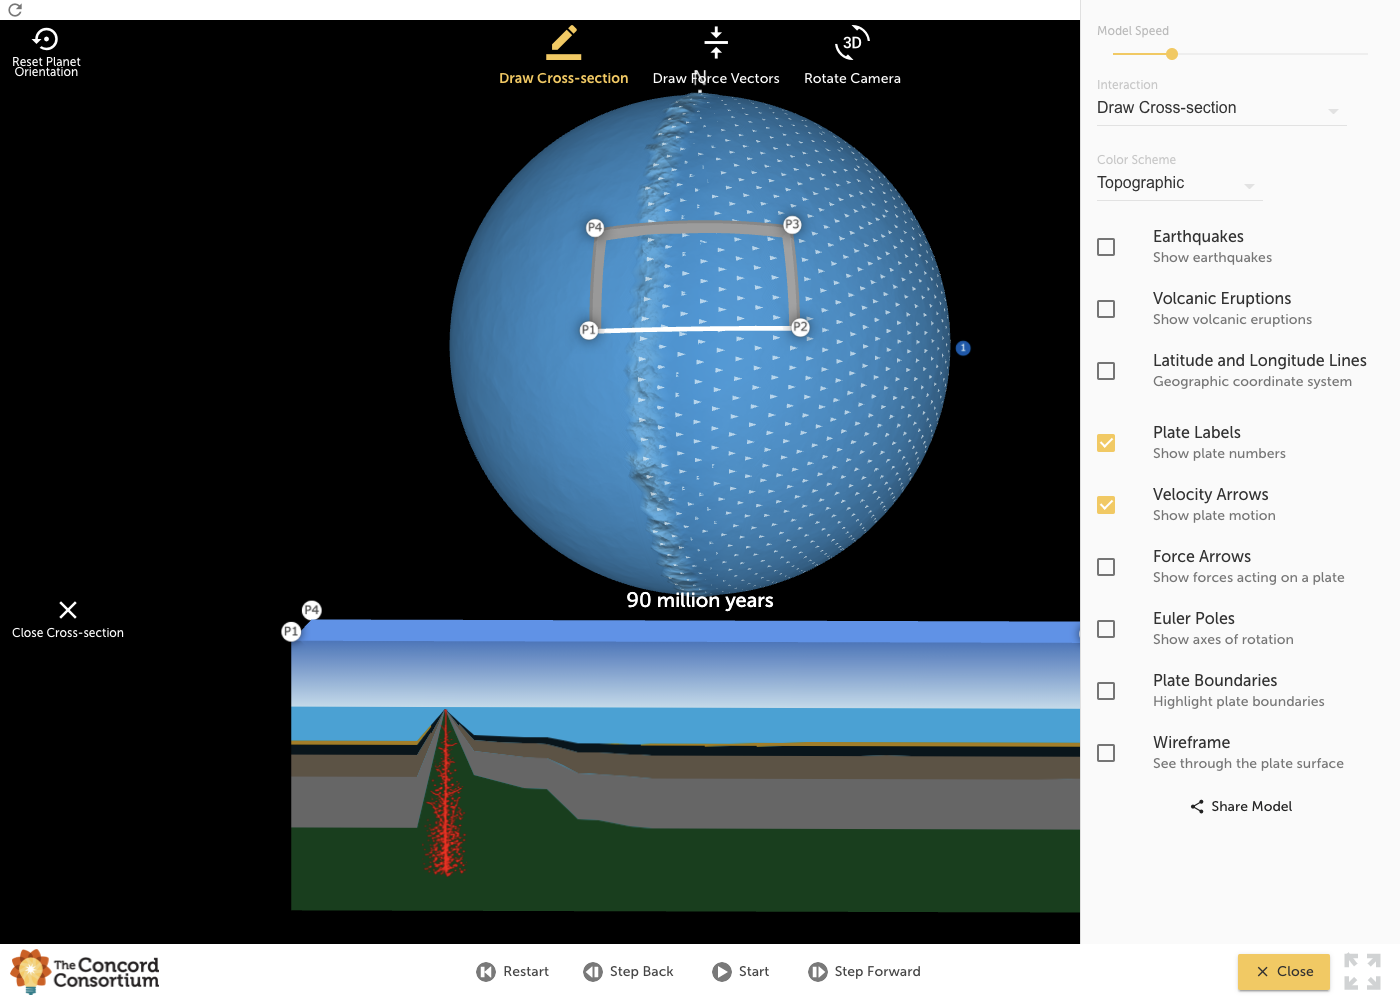 Reset Planet
Orientation
Draw Cross-section
Draw Force Vectors
Rotate Camera
3D
N
P4
P3
P1
P2
1
90 million years
Close Cross-section
P4
P1
Model Speed
Interaction
Draw Cross-section
Color Scheme
Topographic
Earthquakes
Show earthquakes
Volcanic Eruptions
Show volcanic eruptions
Latitude and Longitude Lines
Geographic coordinate system
Plate Labels
Show plate numbers
Velocity Arrows
Show plate motion
Force Arrows
Show forces acting on a plate
Euler Poles
Show axes of rotation
Plate Boundaries
Highlight plate boundaries
Wireframe
See through the plate surface
Share Model
The Concord
Consortium
Restart
Step Back
Start
Step Forward
Close